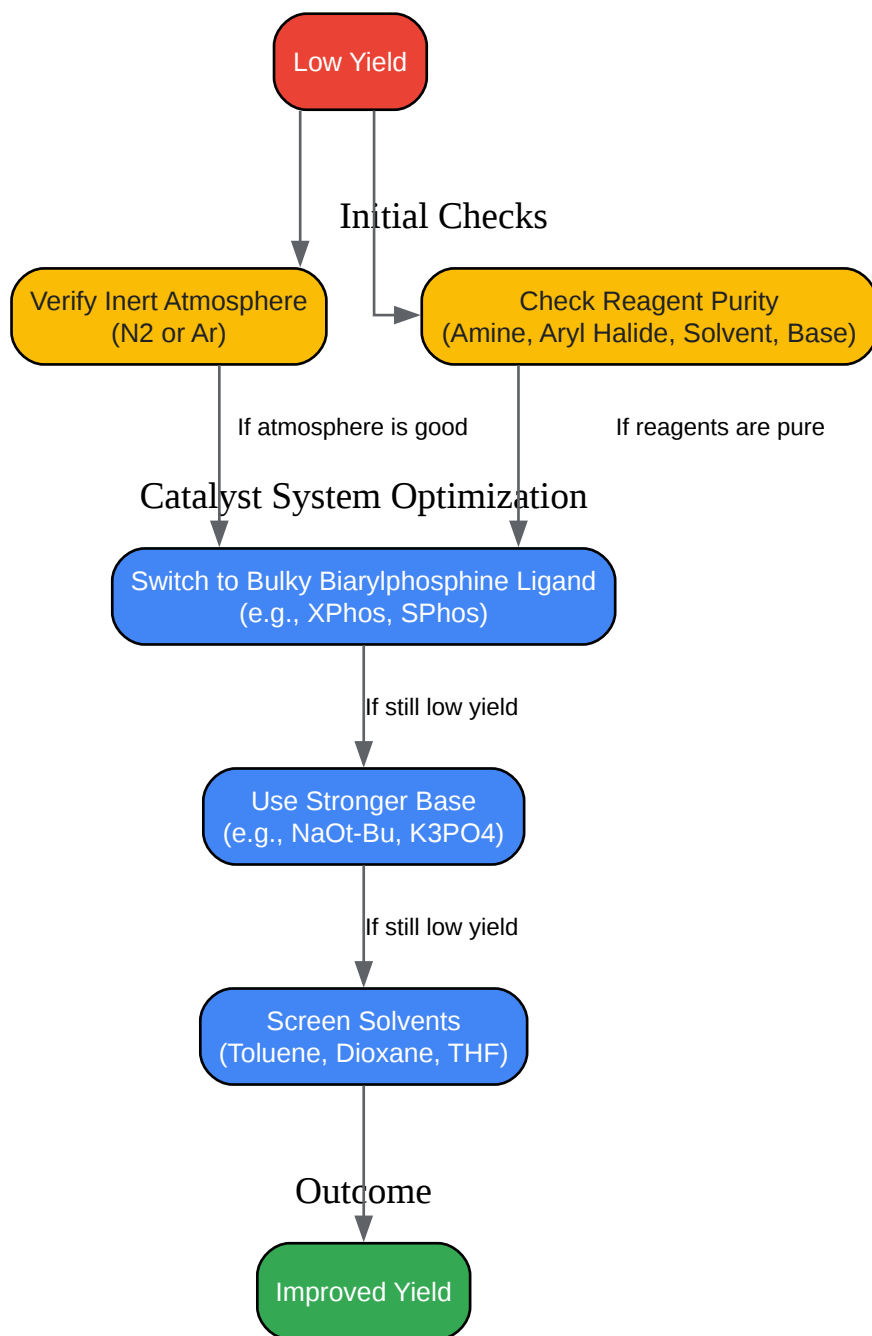 Low Yield
Initial Checks
Verify Inert Atmosphere
(N2 or Ar)
Check Reagent Purity
(Amine, Aryl Halide, Solvent, Base)
If atmosphere is good
If reagents are pure
Catalyst System Optimization
Switch to Bulky Biarylphosphine Ligand
(e.g., XPhos, SPhos)
If still low yield
Use Stronger Base
(e.g., NaOt-Bu, K3PO4)
If still low yield
Screen Solvents
(Toluene, Dioxane, THF)
Outcome
Improved Yield